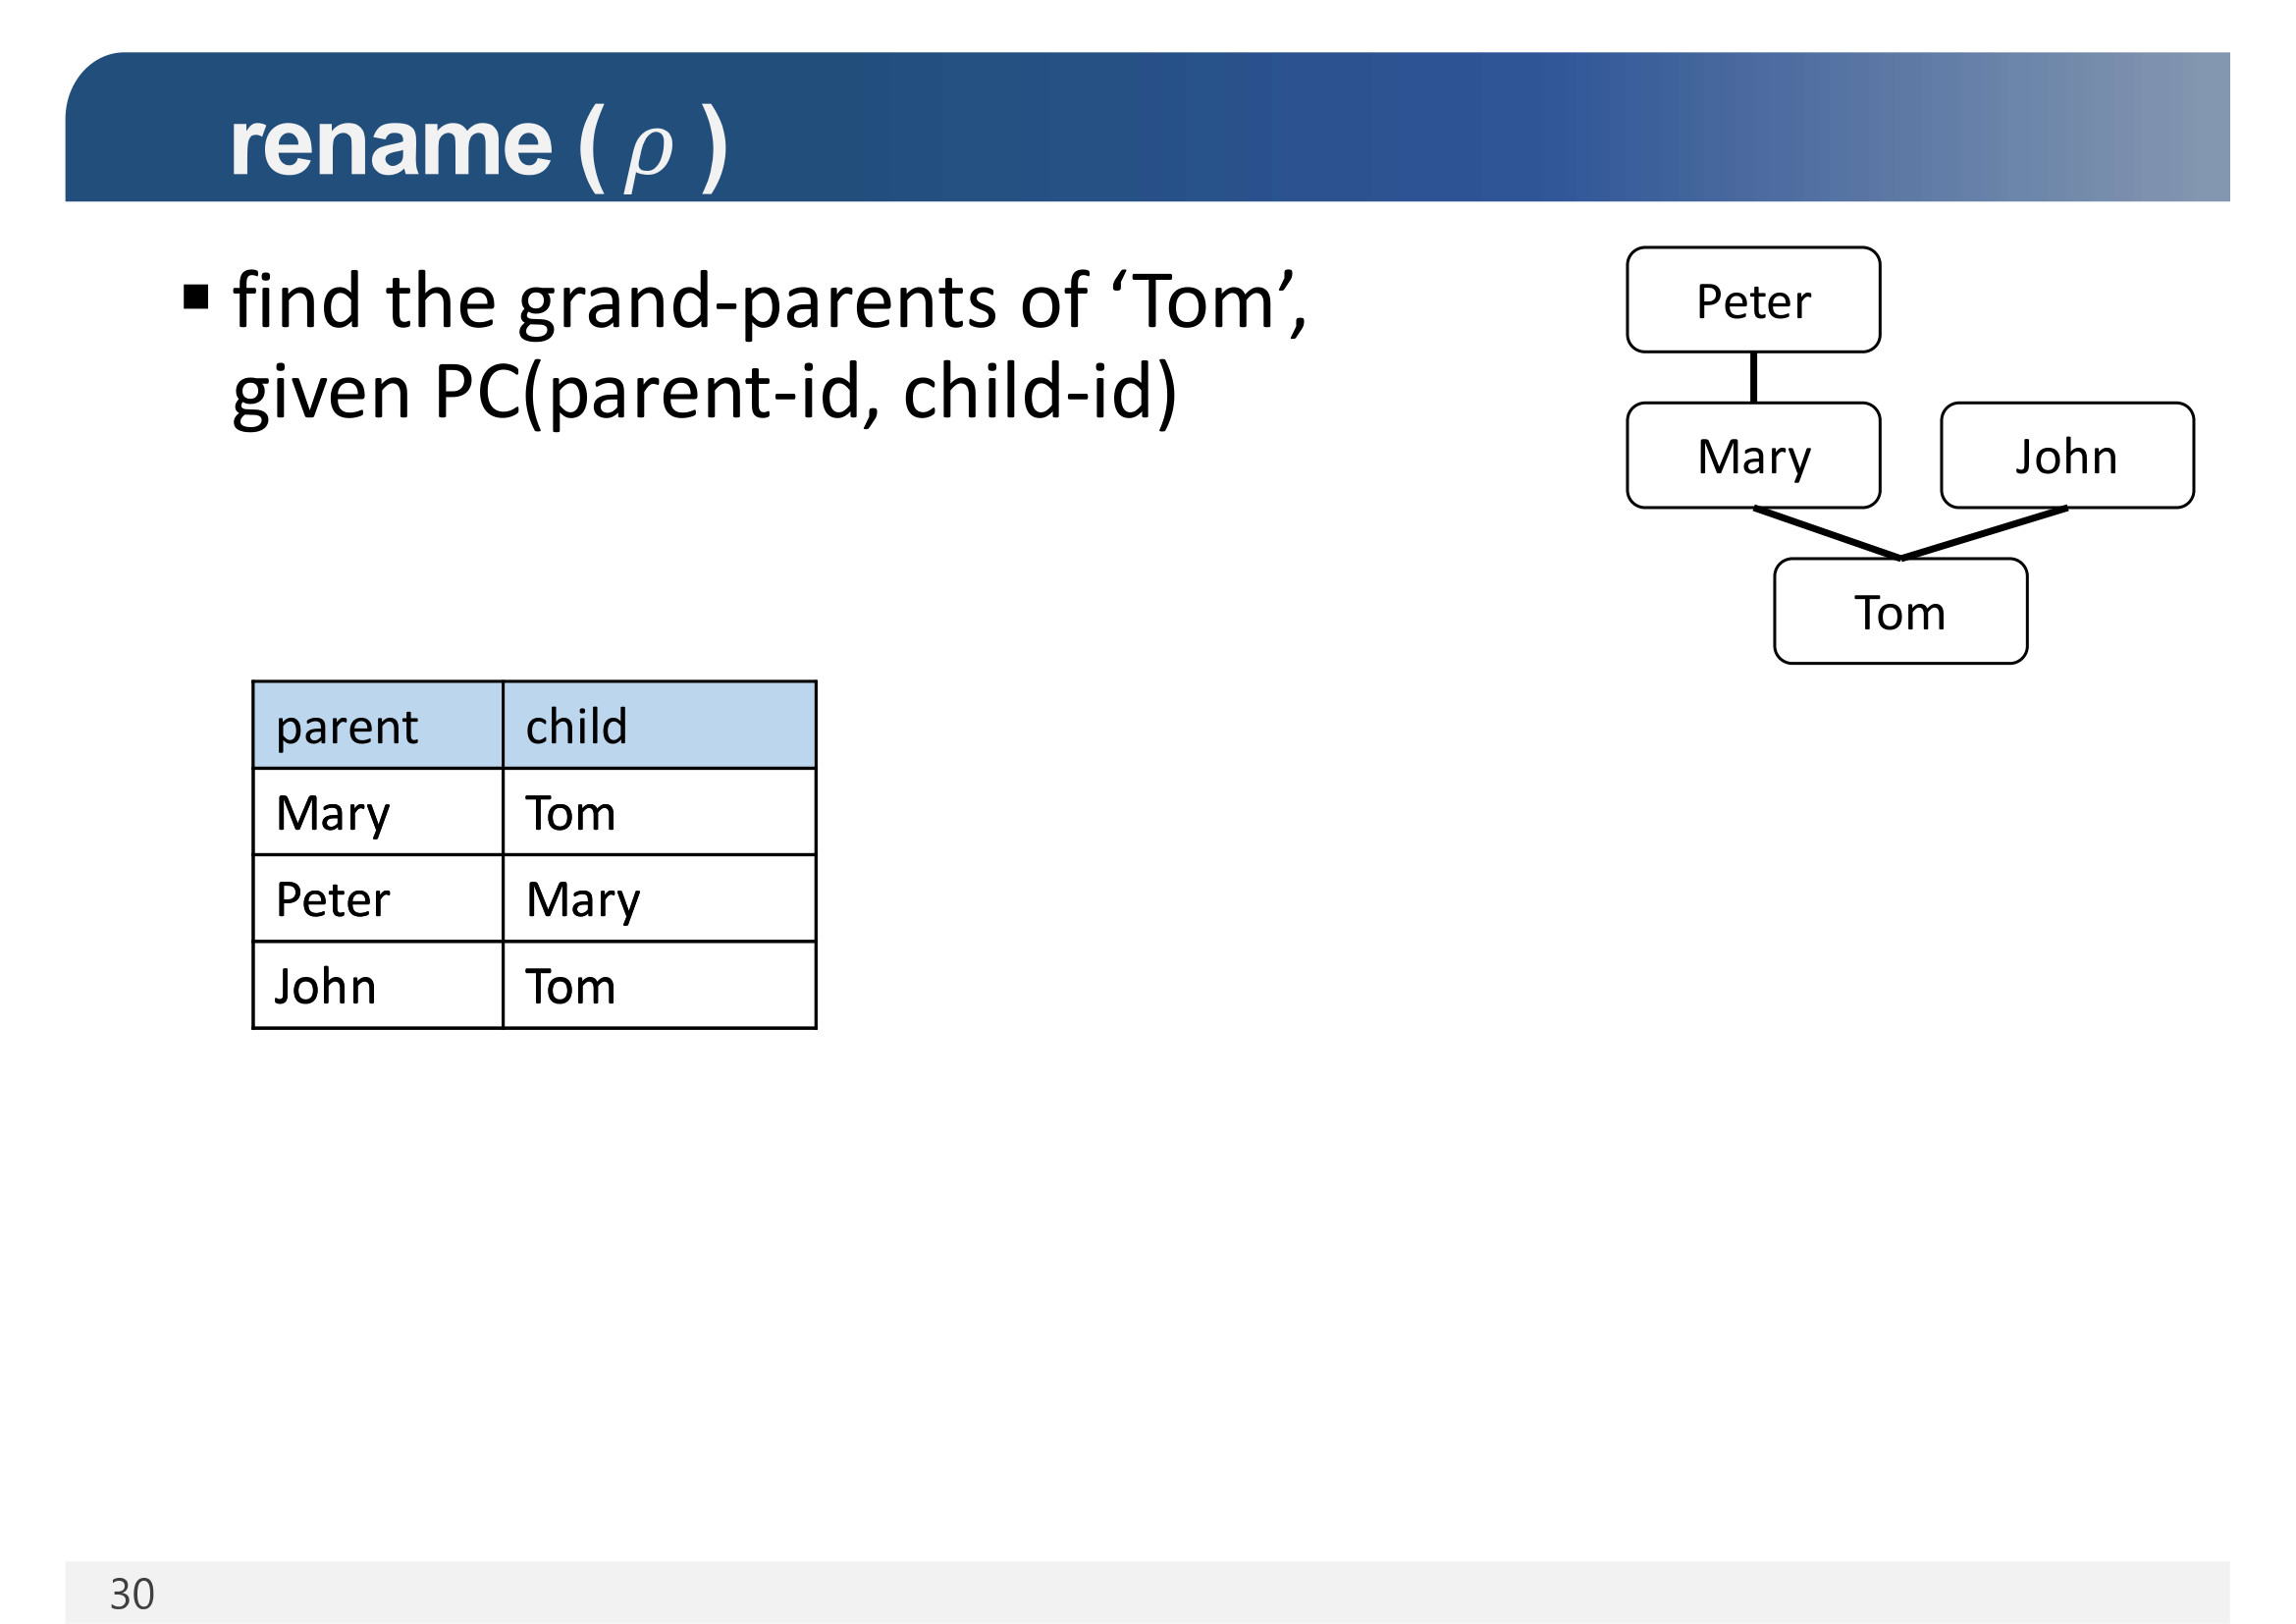 rename ( ρ )
▪ find the grand-parents of ‘Tom’,
given PC(parent-id, child-id)
Peter
Mary John
Tom
parent child
Mary Tom
Peter Mary
John Tom
30